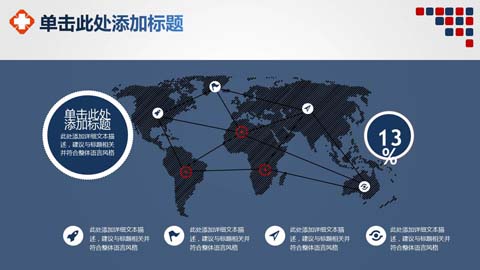 单击此处添加标题
单击此处
添加标题
此处添加详细文本描
述，建议与标题相关
并符合整体语言风格
13
%
此处添加详细文本描
述，建议与标题相关并
符合整体语言风格
此处添加详细文本描
述，建议与标题相关并
符合整体语言风格
此处添加详细文本描
述，建议与标题相关并
符合整体语言风格
此处添加详细文本描
述，建议与标题相关并
符合整体语言风格